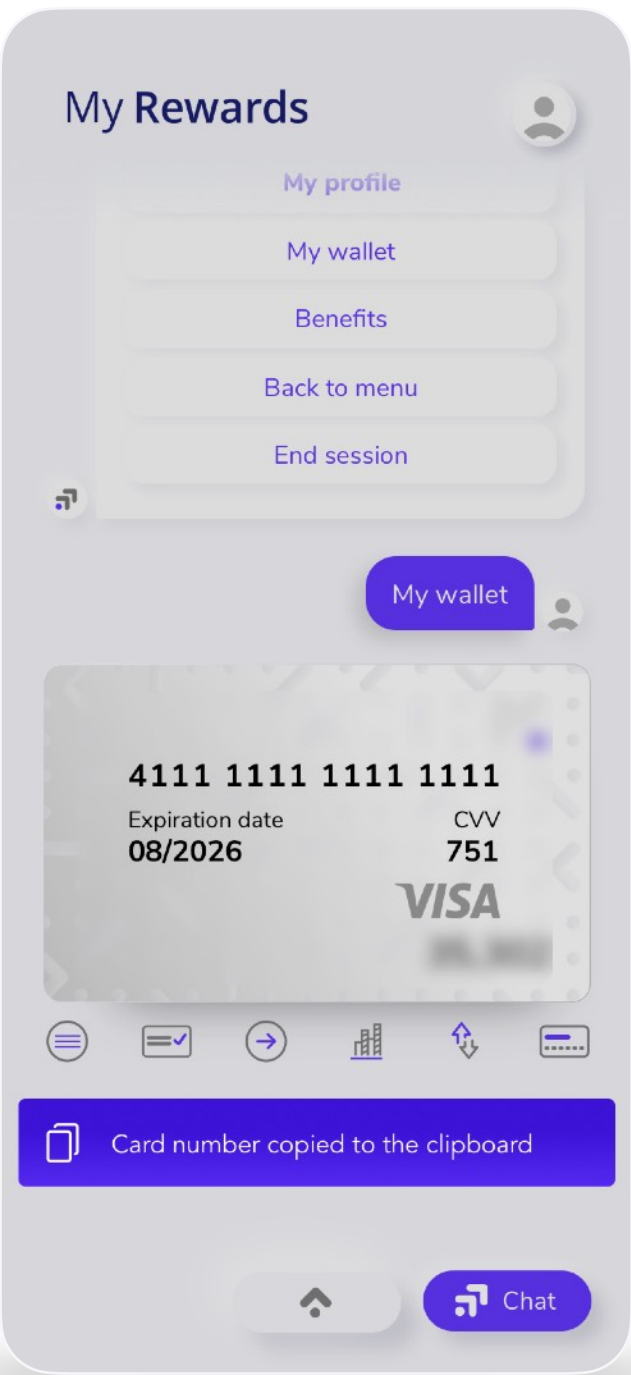 My Rewards
My profile
My wallet
Benefits
Back to menu
End session
My wallet
4111 1111 1111 1111
Expiration date CVV
08/2026 751
VISA
Card number copied to the clipboard
Chat